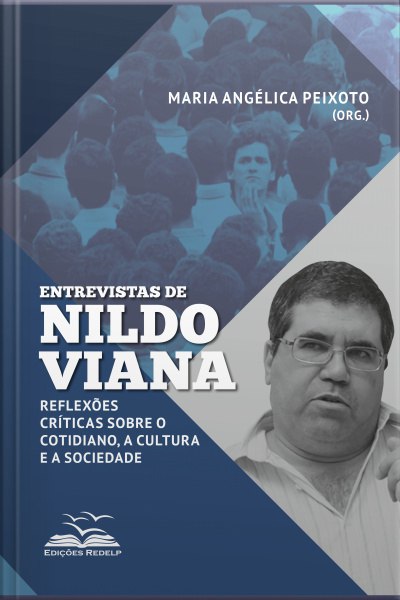 MARIA ANGÉLICA PEIXOTO
(ORG.)
ENTREVISTAS DE
NILDO
VIANA
REFLEXÕES
CRÍTICAS SOBRE O
COTIDIANO, A CULTURA
E A SOCIEDADE
EDIÇÕES REDELP